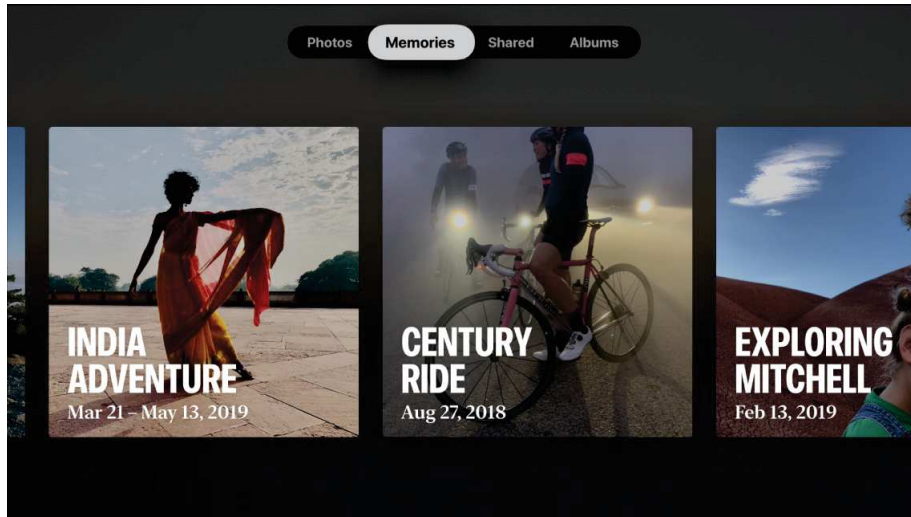 Photos Memories Shared Albums
INDIA
ADVENTURE
Mar 21 – May 13, 2019
CENTURY
RIDE
Aug 27, 2018
EXPLORING
MITCHELL
Feb 13, 2019